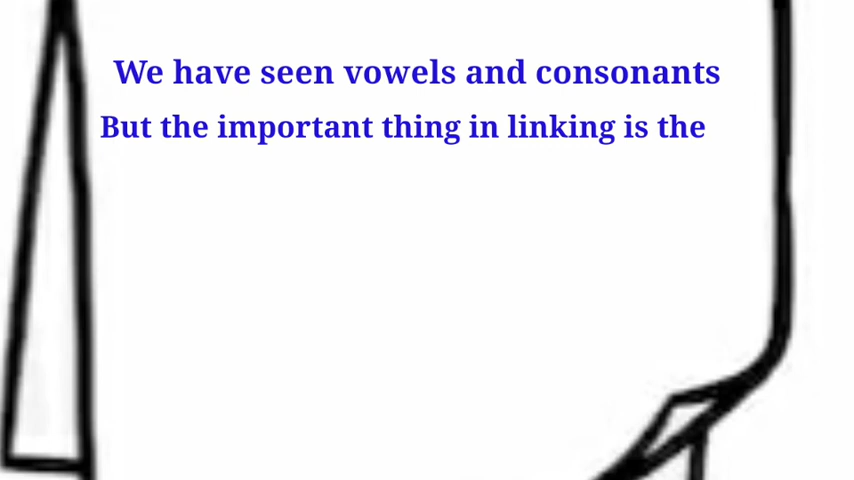 We have seen vowels and consonants
But the important thing in linking is the